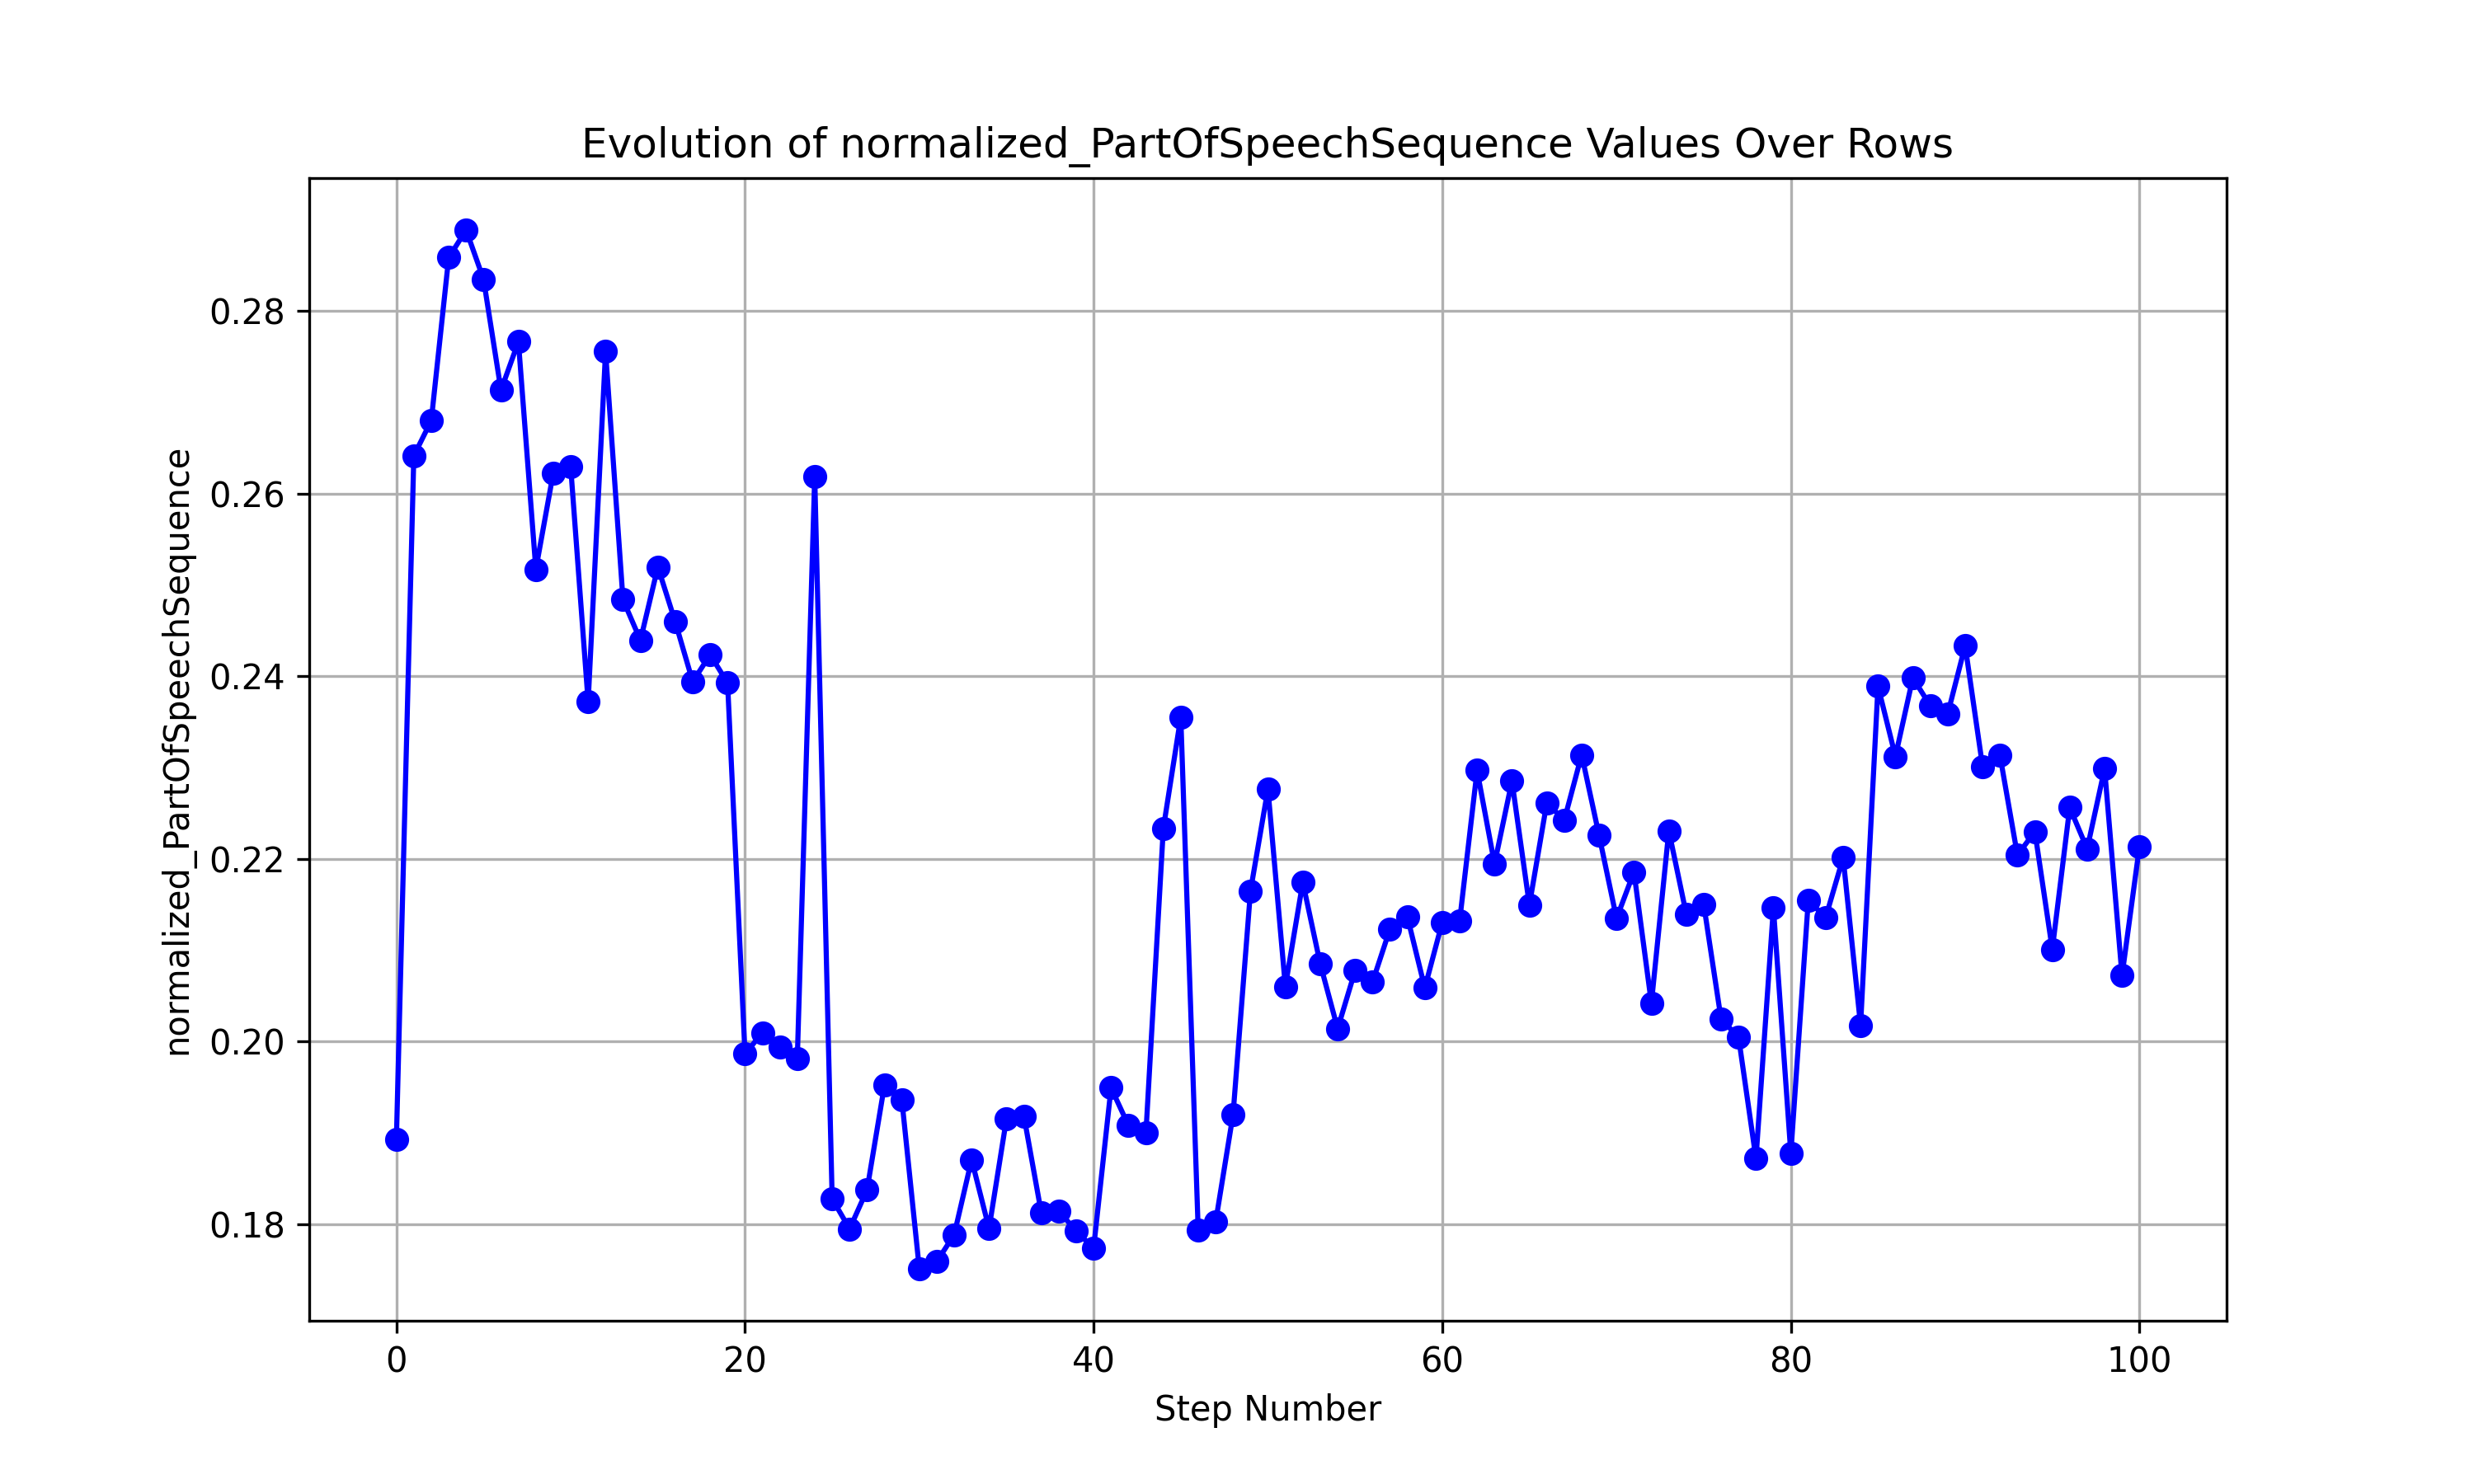 Evolution of normalized_PartOfSpeechSequence Values Over Rows
normalized_PartOfSpeechSequence
0.28
0.26
0.24
0.22
0.20
0.18
0 20 40 60 80 100
Step Number